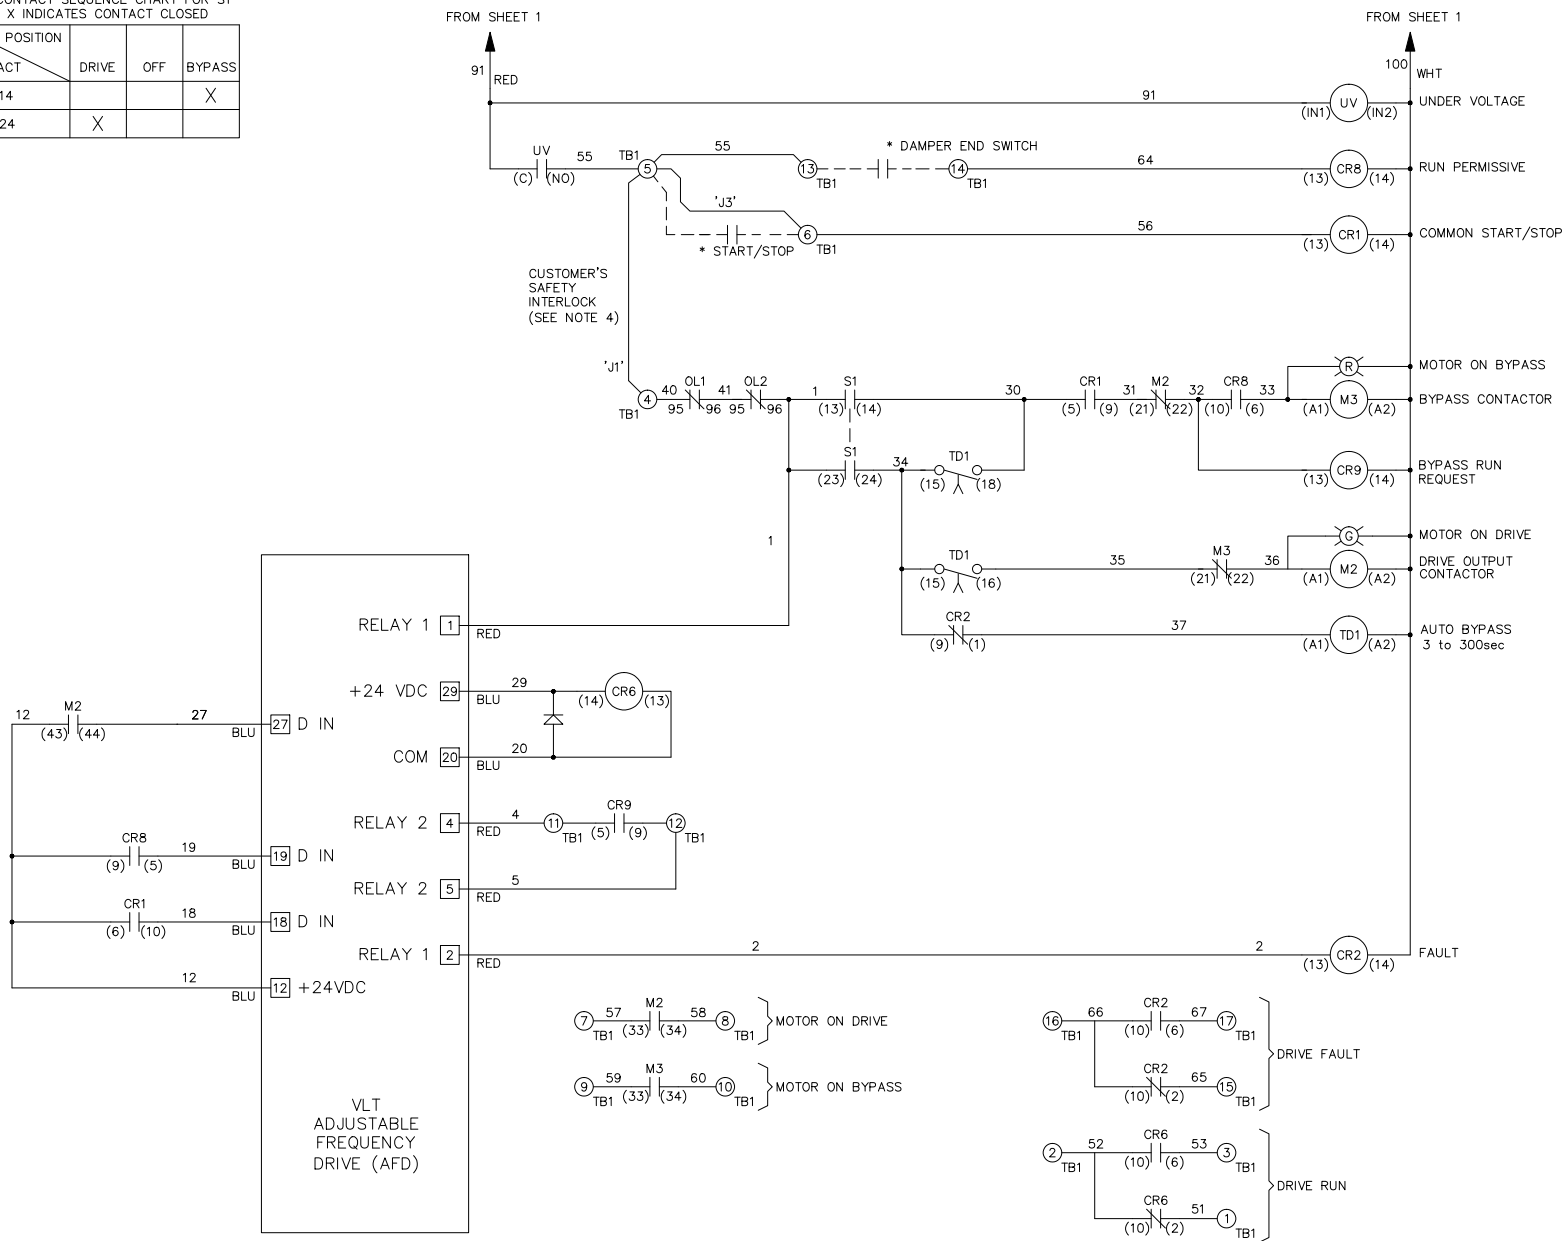 X INDICATES CONTACT CLOSED
POSITION
DRIVE OFF BYPASS
14 X
24 X
FROM SHEET 1
91 RED
FROM SHEET 1
100 WHT
91 (IN1) UV (IN2) UNDER VOLTAGE
UV (C) (NO) 55 TB1 5 55 13 TB1 * DAMPER END SWITCH 14 TB1 64 (13) CR8 (14) RUN PERMISSIVE
'J3'
* START/STOP 6 TB1 56 (13) CR1 (14) COMMON START/STOP
CUSTOMER'S
SAFETY
INTERLOCK
(SEE NOTE 4)
'J1'
R MOTOR ON BYPASS
4 TB1 40 OL1 95 96 41 OL2 95 96 1 S1 (13) (14) 30 CR1 (5) (9) 31 M2 (21) (22) 32 CR8 (10) (6) 33 (A1) M3 (A2) BYPASS CONTACTOR
S1 (23) (24) 34 TD1 (15) (18) (13) CR9 (14) BYPASS RUN
REQUEST
1
G MOTOR ON DRIVE
TD1 (15) (16) 35 M3 (21) (22) 36 (A1) M2 (A2) DRIVE OUTPUT
CONTACTOR
CR2 (9) (1) 37 (A1) TD1 (A2) AUTO BYPASS
3 to 300sec
RELAY 1 1 RED
+24 VDC 29 BLU 29 (14) CR6 (13)
12 M2 (43) (44) 27 BLU 27 D IN
COM 20 BLU 20
RELAY 2 4 RED 4 11 TB1 CR9 (5) (9) 12 TB1
CR8 (9) (5) 19 BLU 19 D IN
RELAY 2 5 RED 5
CR1 (6) (10) 18 BLU 18 D IN
RELAY 1 2 RED 2 2 (13) CR2 (14) FAULT
12 BLU 12 +24VDC
VLT
ADJUSTABLE
FREQUENCY
DRIVE (AFD)
7 TB1 57 M2 (33) (34) 58 8 TB1 MOTOR ON DRIVE
9 TB1 59 M3 (33) (34) 60 10 TB1 MOTOR ON BYPASS
16 TB1 66 CR2 (10) (6) 67 17 TB1
DRIVE FAULT
CR2 (10) (2) 65 15 TB1
2 TB1 52 CR6 (10) (6) 53 3 TB1
DRIVE RUN
CR6 (10) (2) 51 1 TB1